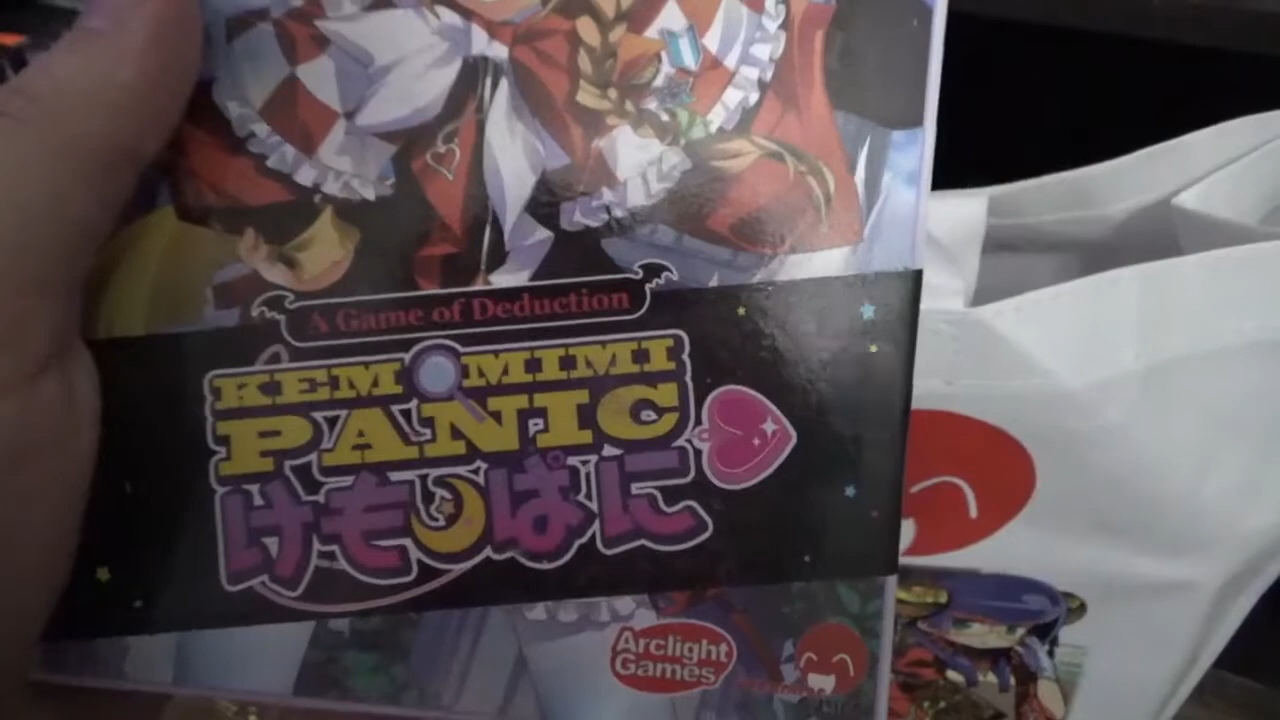 A Game of Deduction
KEMOMIMI
PANIC
けもぱに
Arclight
Games